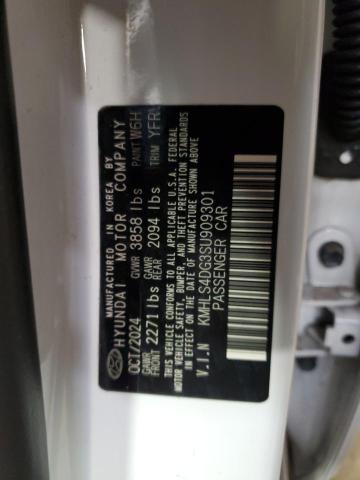 MANUFACTURED IN KOREA BY
HYUNDAI MOTOR COMPANY
OCT/2024 GVWR 3858 lbs PAINT W6H
GAWR FRONT 2271 lbs GAWR REAR 2094 lbs TRIM YFR
THIS VEHICLE CONFORMS TO ALL APPLICABLE U.S.A. FEDERAL
MOTOR VEHICLE SAFETY, BUMPER, AND THEFT PREVENTION STANDARDS
IN EFFECT ON THE DATE OF MANUFACTURE SHOWN ABOVE
V.I.N KMHLS4DG3SU909301
PASSENGER CAR